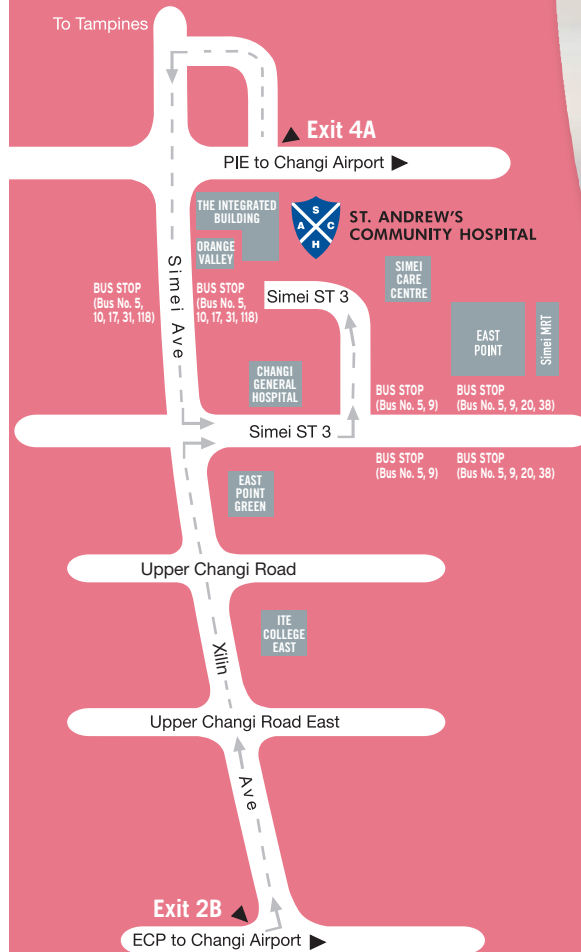 To Tampines
Exit 4A
PIE to Changi Airport
THE INTEGRATED
BUILDING
ORANGE
VALLEY
S
A C
H
ST. ANDREW'S
COMMUNITY HOSPITAL
SIMEI
CARE
CENTRE
Simei Ave
BUS STOP
(Bus No. 5,
10, 17, 31, 118)
BUS STOP
(Bus No. 5,
10, 17, 31, 118)
Simei ST 3
EAST
POINT
Simei MRT
CHANGI
GENERAL
HOSPITAL
BUS STOP
(Bus No. 5, 9)
BUS STOP
(Bus No. 5, 9, 20, 38)
Simei ST 3
BUS STOP
(Bus No. 5, 9)
BUS STOP
(Bus No. 5, 9, 20, 38)
EAST
POINT
GREEN
Upper Changi Road
ITE
COLLEGE
EAST
Xilin
Upper Changi Road East
Ave
Exit 2B
ECP to Changi Airport